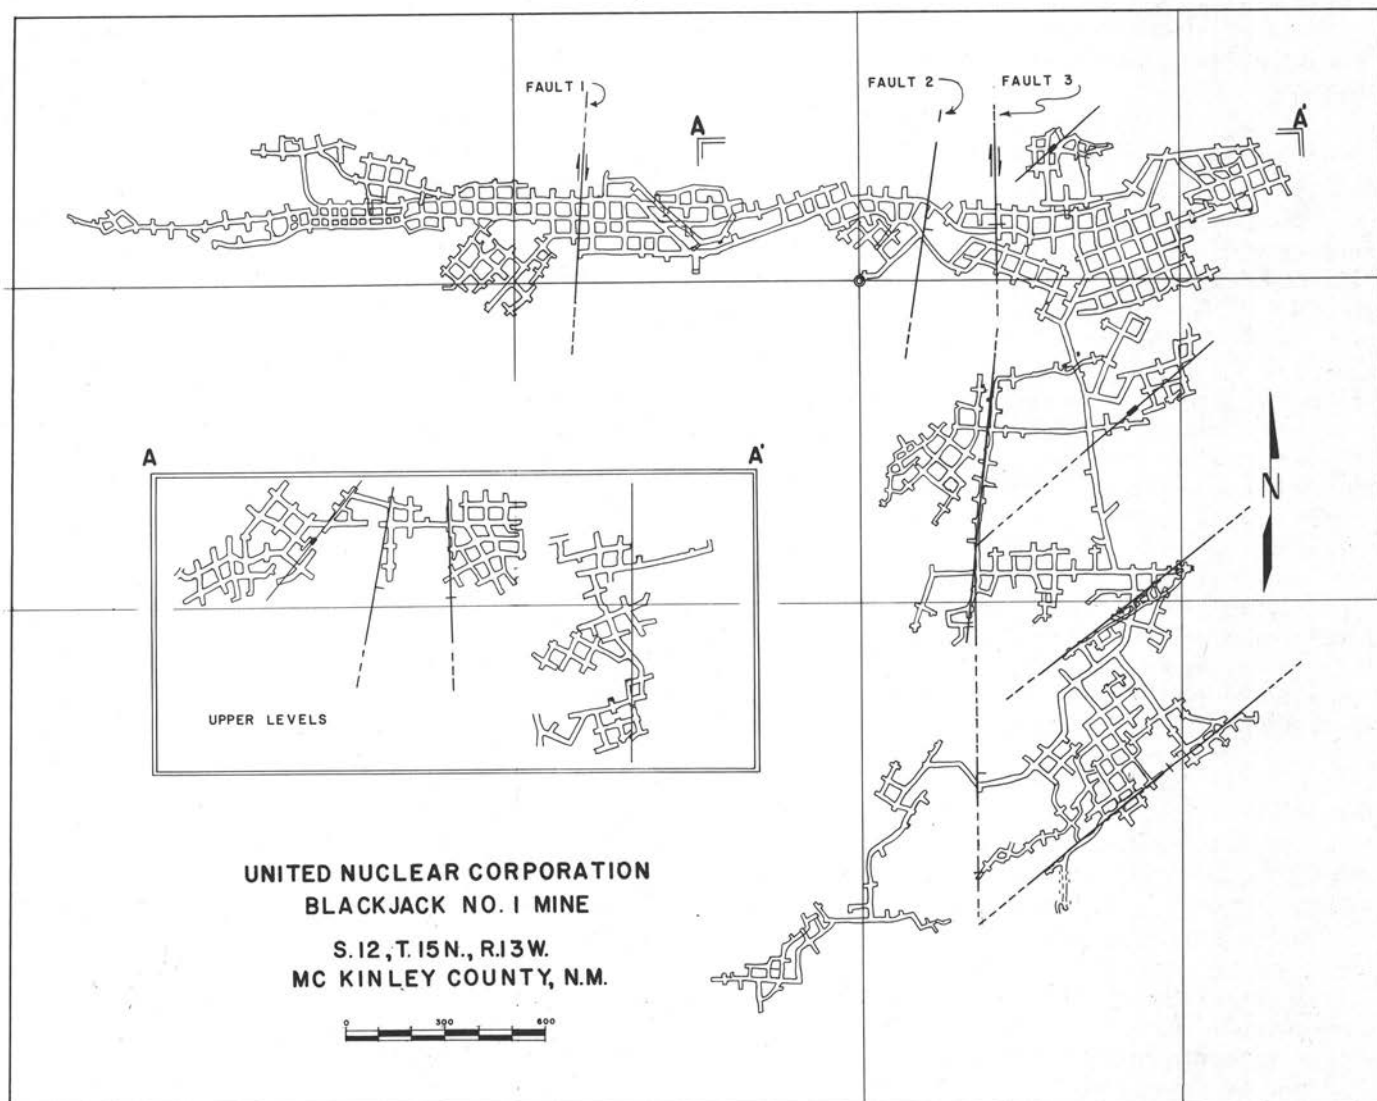 FAULT 1
FAULT 2
FAULT 3
A
A'
A
A'
N
UPPER LEVELS
UNITED NUCLEAR CORPORATION
BLACKJACK NO. 1 MINE
S.12, T. 15 N., R.13 W.
MC KINLEY COUNTY, N.M.
0 300 600